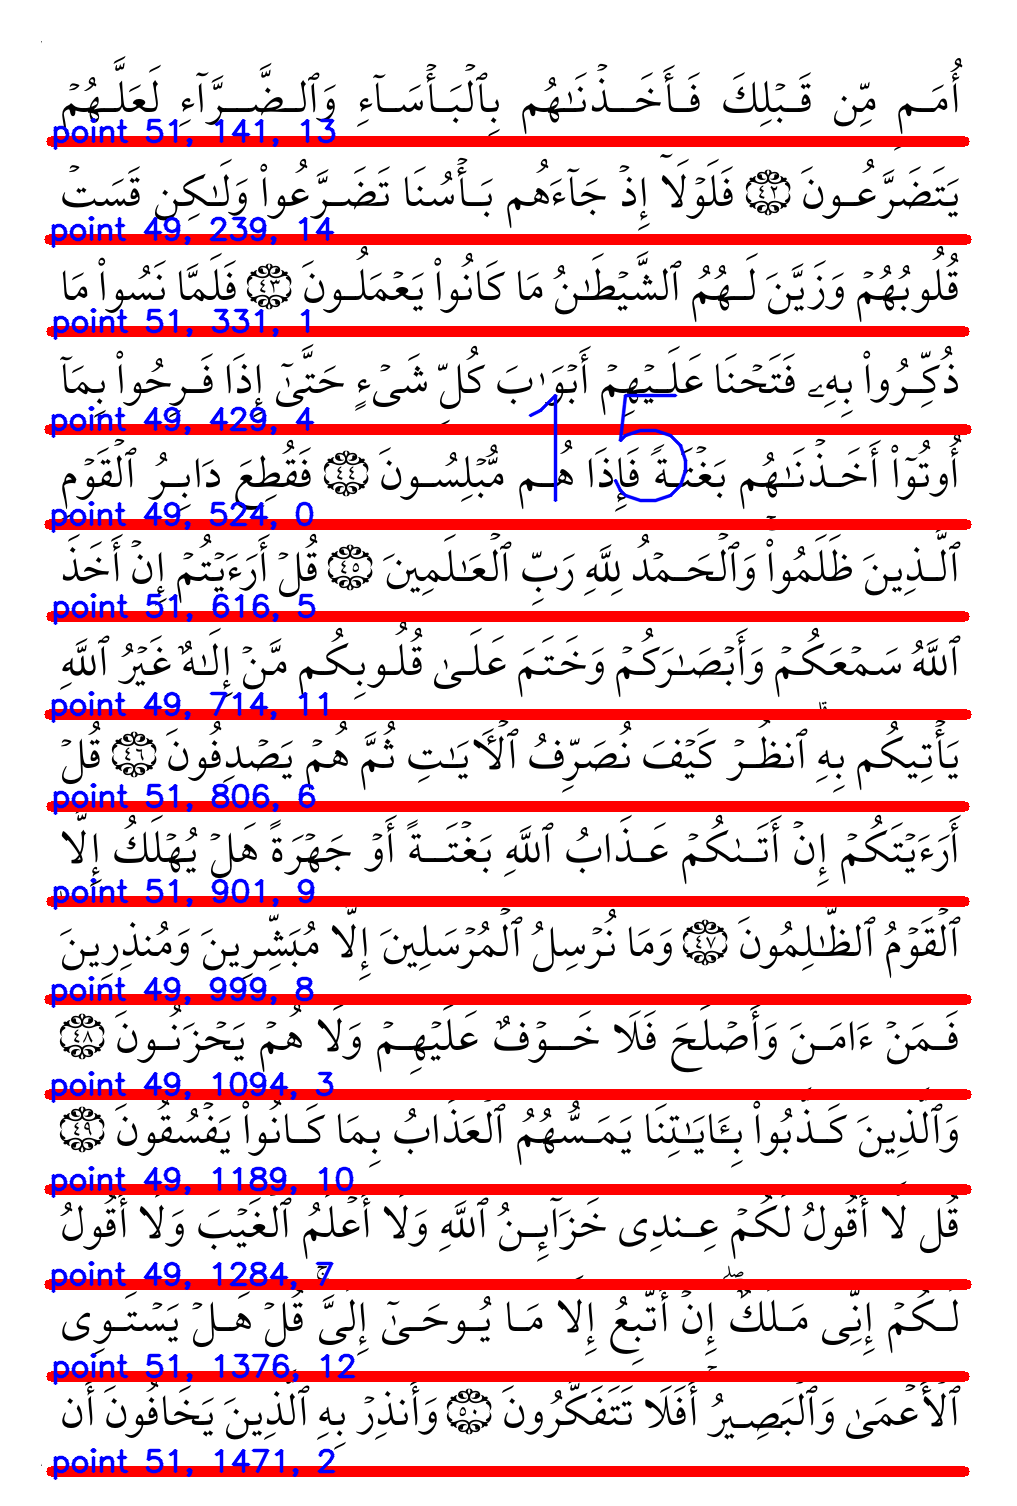 أُمَمٍ مِّن قَبْلِكَ فَأَخَذْنَٰهُم بِٱلْبَأْسَآءِ وَٱلضَّرَّآءِ لَعَلَّهُمْ
point 51, 141, 13
يَتَضَرَّعُونَ ٤٢ فَلَوْلَآ إِذْ جَآءَهُم بَأْسُنَا تَضَرَّعُوا۟ وَلَٰكِن قَسَتْ
point 49, 239, 14
قُلُوبُهُمْ وَزَيَّنَ لَهُمُ ٱلشَّيْطَٰنُ مَا كَانُوا۟ يَعْمَلُونَ ٤٣ فَلَمَّا نَسُوا۟ مَا
point 51, 331, 1
ذُكِّرُوا۟ بِهِۦ فَتَحْنَا عَلَيْهِمْ أَبْوَٰبَ كُلِّ شَىْءٍ حَتَّىٰٓ إِذَا فَرِحُوا۟ بِمَآ
point 49, 429, 4
15
أُوتُوٓا۟ أَخَذْنَٰهُم بَغْتَةً فَإِذَا هُم مُّبْلِسُونَ ٤٤ فَقُطِعَ دَابِرُ ٱلْقَوْمِ
point 49, 524, 0
ٱلَّذِينَ ظَلَمُوا۟ وَٱلْحَمْدُ لِلَّهِ رَبِّ ٱلْعَٰلَمِينَ ٤٥ قُلْ أَرَءَيْتُمْ إِنْ أَخَذَ
point 51, 616, 5
ٱللَّهُ سَمْعَكُمْ وَأَبْصَٰرَكُمْ وَخَتَمَ عَلَىٰ قُلُوبِكُم مَّنْ إِلَٰهٌ غَيْرُ ٱللَّهِ
point 49, 714, 11
يَأْتِيكُم بِهِ ٱنظُرْ كَيْفَ نُصَرِّفُ ٱلْـَٔايَٰتِ ثُمَّ هُمْ يَصْدِفُونَ ٤٦ قُلْ
point 51, 806, 6
أَرَءَيْتَكُمْ إِنْ أَتَىٰكُمْ عَذَابُ ٱللَّهِ بَغْتَةً أَوْ جَهْرَةً هَلْ يُهْلَكُ إِلَّا
point 51, 901, 9
ٱلْقَوْمُ ٱلظَّٰلِمُونَ ٤٧ وَمَا نُرْسِلُ ٱلْمُرْسَلِينَ إِلَّا مُبَشِّرِينَ وَمُنذِرِينَ
point 49, 999, 8
فَمَنْ ءَامَنَ وَأَصْلَحَ فَلَا خَوْفٌ عَلَيْهِمْ وَلَا هُمْ يَحْزَنُونَ ٤٨
point 49, 1094, 3
وَٱلَّذِينَ كَذَّبُوا۟ بِـَٔايَٰتِنَا يَمَسُّهُمُ ٱلْعَذَابُ بِمَا كَانُوا۟ يَفْسُقُونَ ٤٩
point 49, 1189, 10
قُل لَّا أَقُولُ لَكُمْ عِندِى خَزَآئِنُ ٱللَّهِ وَلَا أَعْلَمُ ٱلْغَيْبَ وَلَا أَقُولُ
point 49, 1284, 7
لَكُمْ إِنِّى مَلَكٌ ۖ إِنْ أَتَّبِعُ إِلَّا مَا يُوحَىٰٓ إِلَىَّ ۚ قُلْ هَلْ يَسْتَوِى
point 51, 1376, 12
ٱلْأَعْمَىٰ وَٱلْبَصِيرُ أَفَلَا تَتَفَكَّرُونَ ٥٠ وَأَنذِرْ بِهِ ٱلَّذِينَ يَخَافُونَ أَن
point 51, 1471, 2